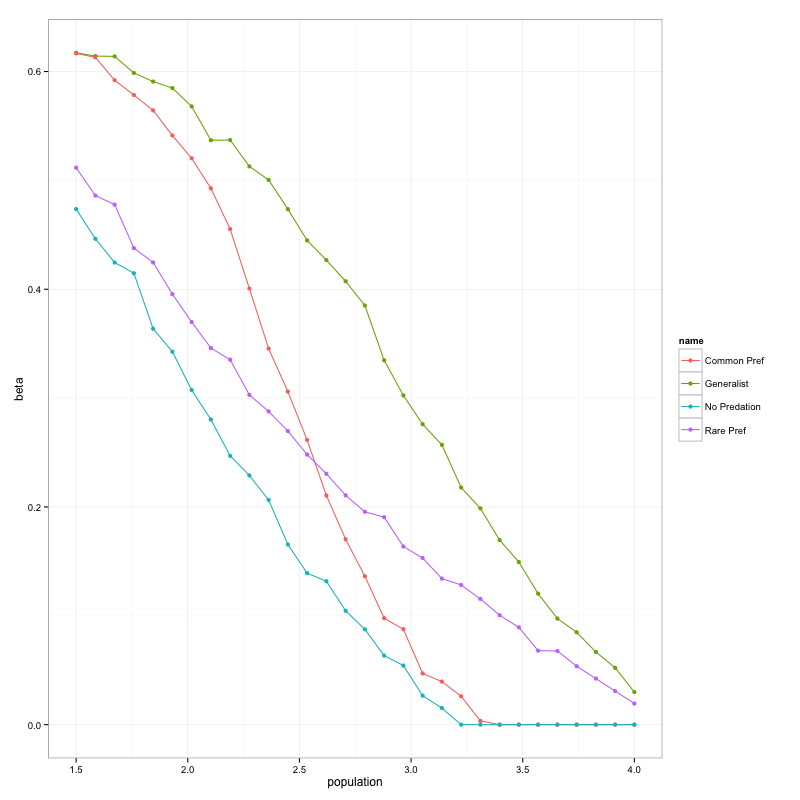 0.6
0.4
0.2
0.0
beta
1.5 2.0 2.5 3.0 3.5 4.0
population
name
Common Pref
Generalist
No Predation
Rare Pref